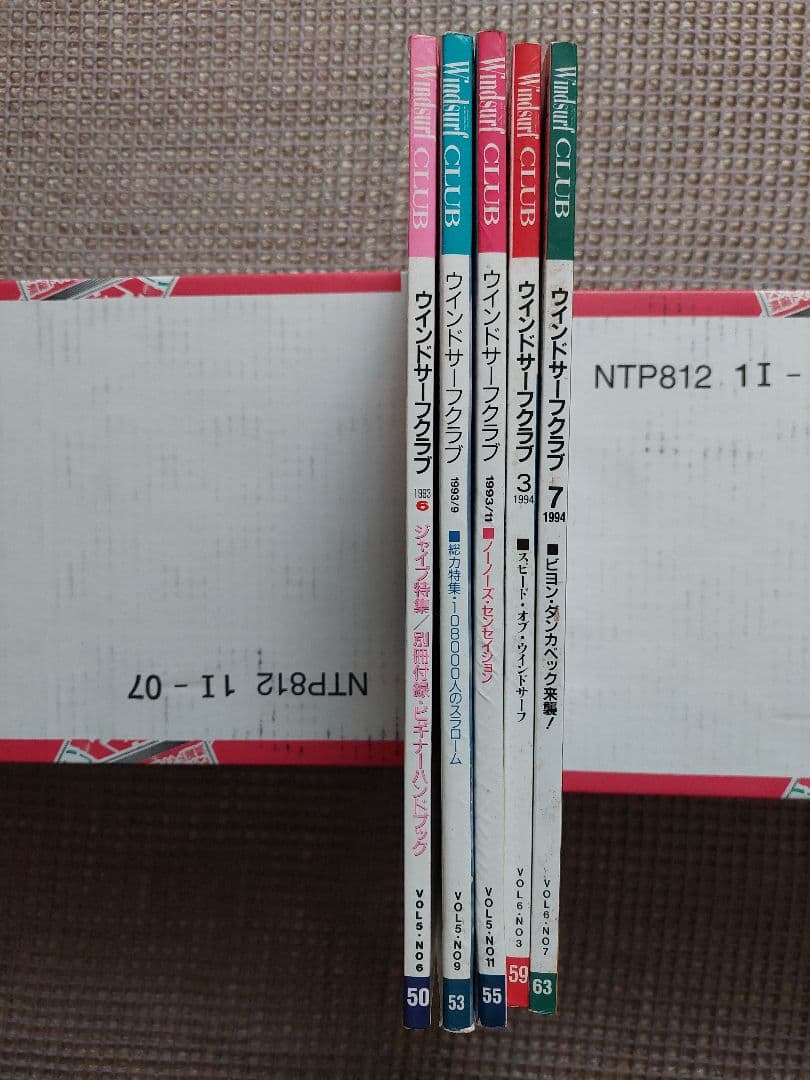 Windsurf CLUB
ウインドサーフクラブ
1993
6
ジャイブ特集/別冊付録・ビギナーハンドブック
VOL5・NO6
50
Windsurf CLUB
ウインドサーフクラブ
1993/9
■総力特集・108000人のスラローム
VOL5・NO9
53
Windsurf CLUB
ウインドサーフクラブ
1993/11
■ノーノーズ・センセイション
VOL5・NO11
55
Windsurf CLUB
ウインドサーフクラブ
3
1994
■スピード・オブ・ウインドサーフ
VOL6・NO3
59
Windsurf CLUB
ウインドサーフクラブ
7
1994
■ビヨン・ダンカベック来襲!
VOL6・NO7
63
NTP812 1I - 07
NTP812 1I -